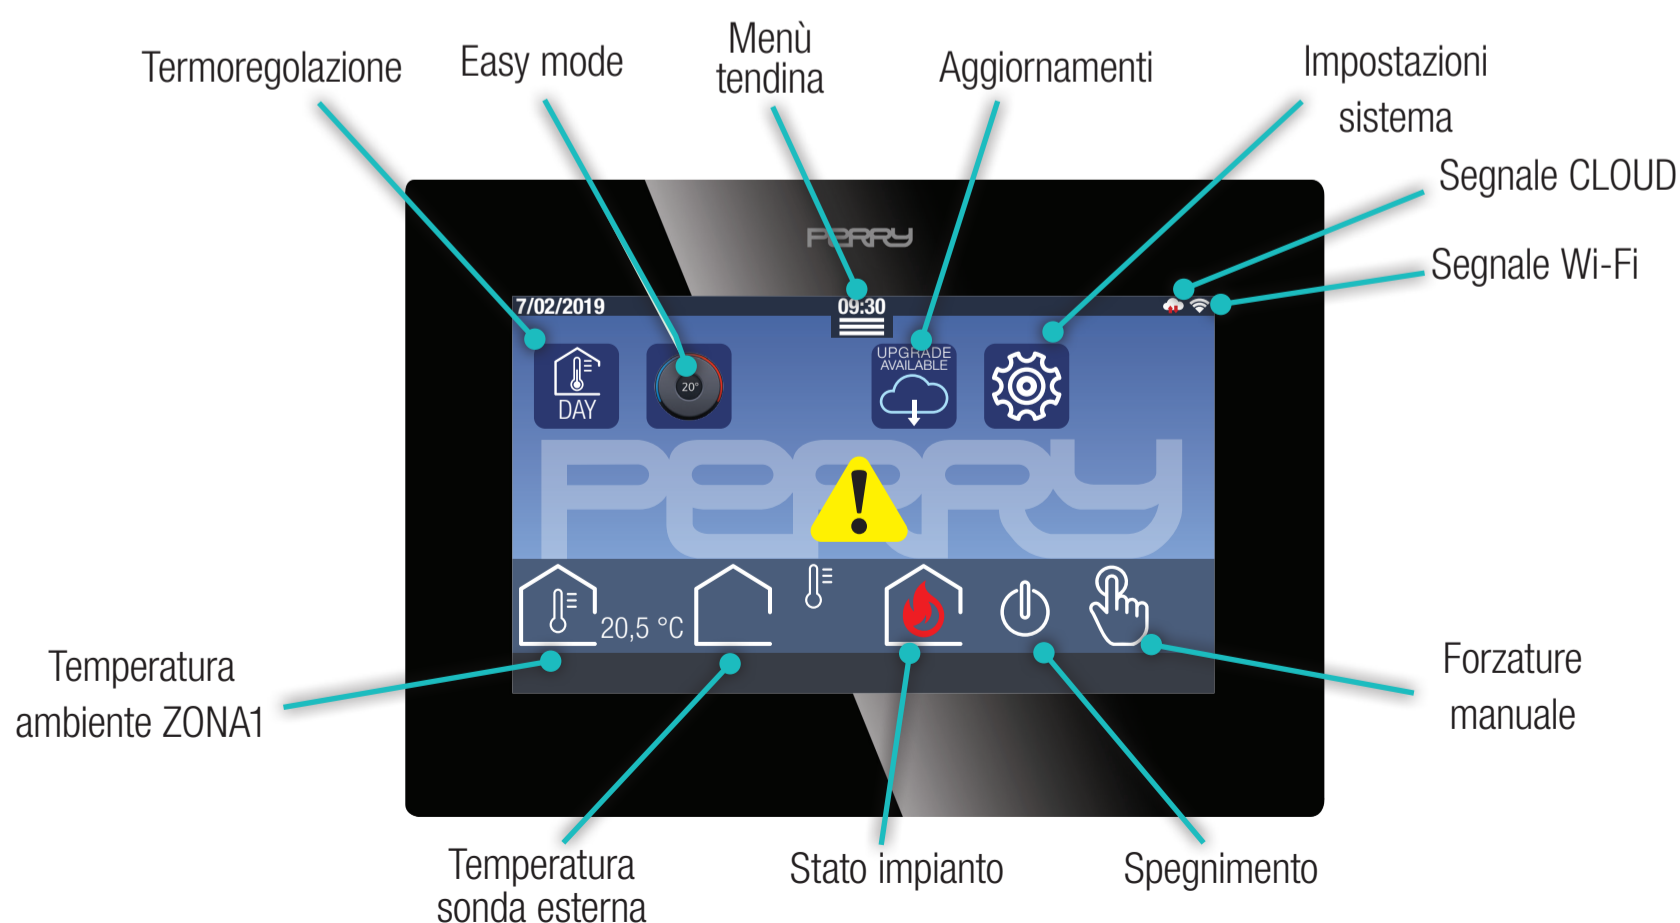 Menù
tendina
Termoregolazione
Easy mode
Aggiornamenti
Impostazioni
sistema
Segnale CLOUD
Segnale Wi-Fi
PERRY
7/02/2019
09:30
UPGRADE
AVAILABLE
20°
DAY
PERRY
20,5 °C
Temperatura
ambiente ZONA1
Forzature
manuale
Temperatura
sonda esterna
Stato impianto
Spegnimento